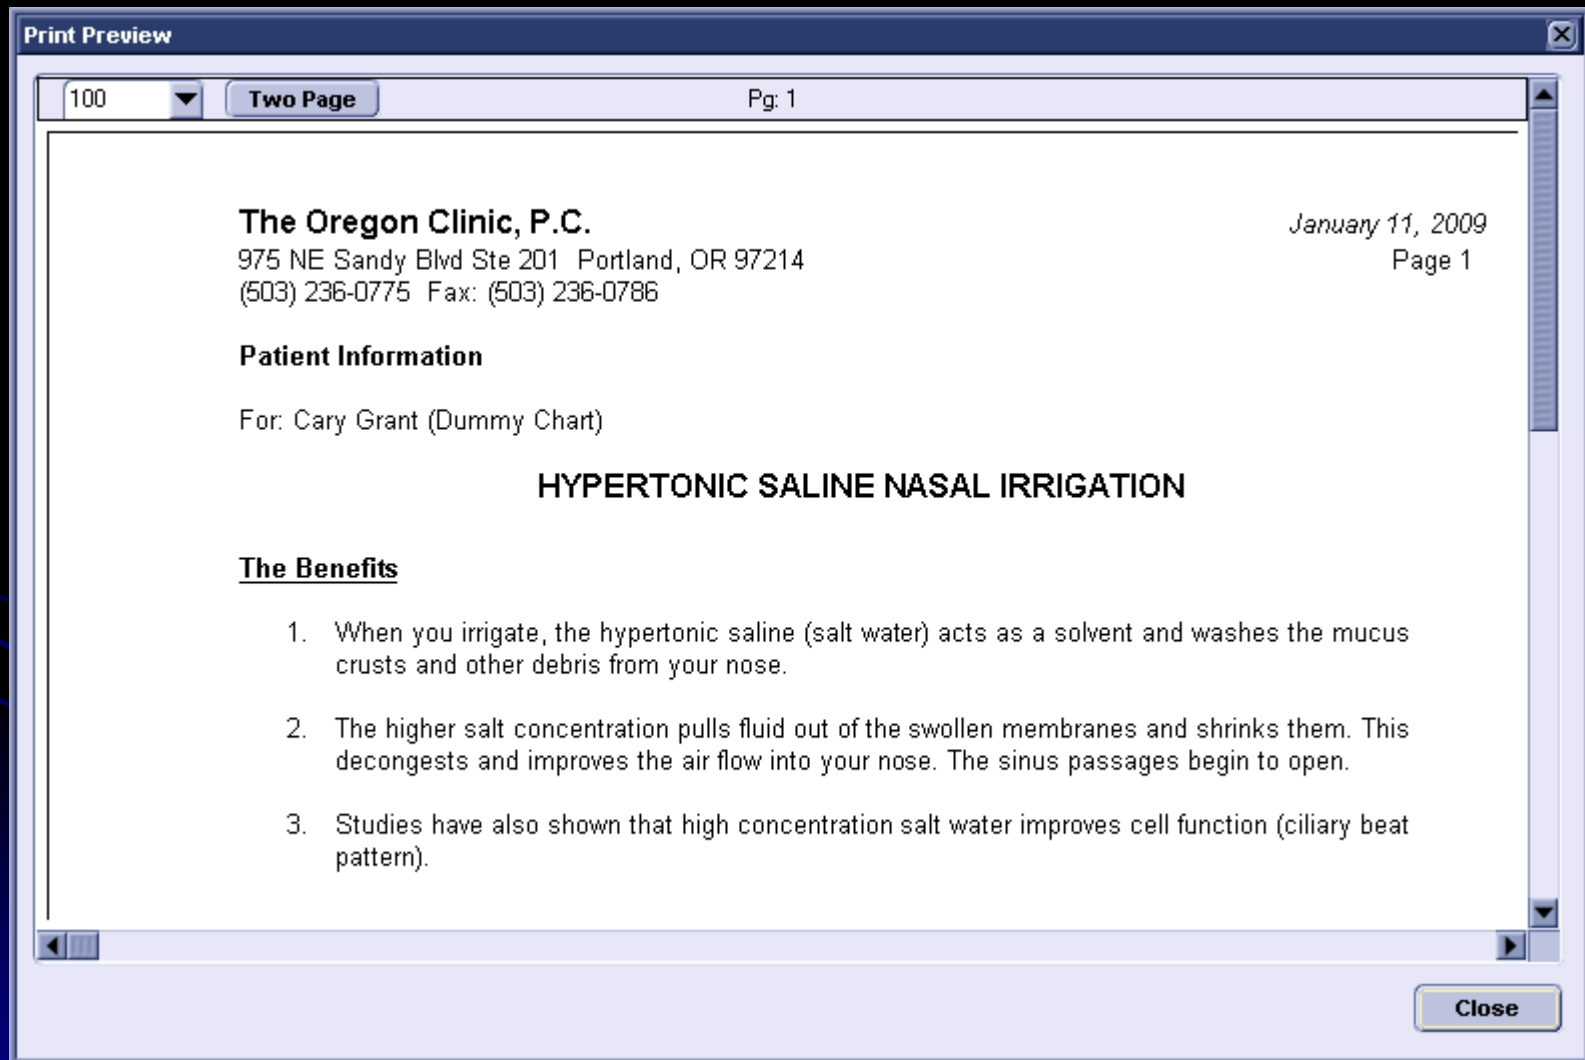 Print Preview
100
Two Page
Pg: 1
The Oregon Clinic, P.C.
January 11, 2009
975 NE Sandy Blvd Ste 201 Portland, OR 97214
Page 1
(503) 236-0775 Fax: (503) 236-0786
Patient Information
For: Cary Grant (Dummy Chart)
HYPERTONIC SALINE NASAL IRRIGATION
The Benefits
1. When you irrigate, the hypertonic saline (salt water) acts as a solvent and washes the mucus
crusts and other debris from your nose.
2. The higher salt concentration pulls fluid out of the swollen membranes and shrinks them. This
decongests and improves the air flow into your nose. The sinus passages begin to open.
3. Studies have also shown that high concentration salt water improves cell function (ciliary beat
pattern).
Close